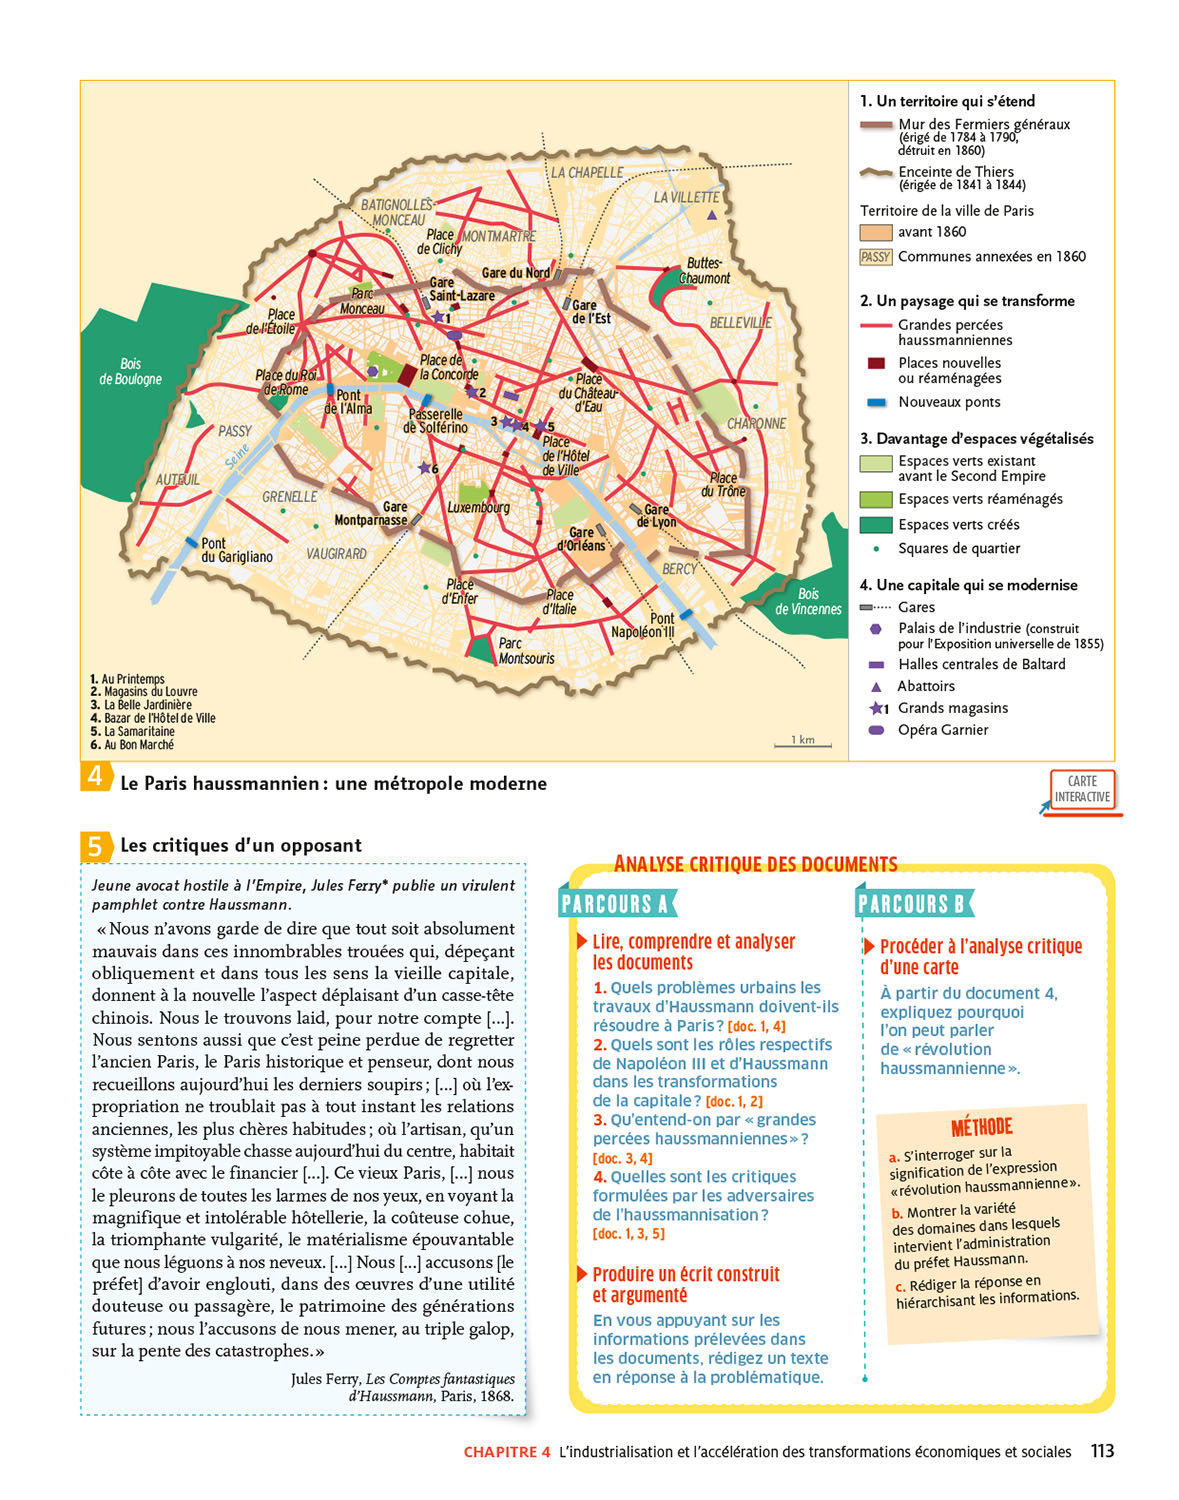 LA CHAPELLE
LA VILLETTE
BATIGNOLLES-
MONCEAU
Place
de Clichy
MONTMARTRE
Gare du Nord
Buttes-
Chaumont
Gare
Saint-Lazare
Parc
Monceau
Gare
de l'Est
Place
de l'Étoile
1
BELLEVILLE
Bois
de Boulogne
Place du Roi
de Rome
Place de
la Concorde
Place
du Château-
d'Eau
Pont
de l'Alma
2
Passerelle
de Solférino
3
4
5
CHARONNE
PASSY
Seine
Place
de l'Hôtel
de Ville
6
AUTEUIL
GRENELLE
Place
du Trône
Gare
Montparnasse
Luxembourg
Gare
de Lyon
Gare
d'Orléans
Pont
du Garigliano
VAUGIRARD
BERCY
Place
d'Enfer
Place
d'Italie
Bois
de Vincennes
Pont
Napoléon III
Parc
Montsouris
1. Au Printemps
2. Magasins du Louvre
3. La Belle Jardinière
4. Bazar de l'Hôtel de Ville
5. La Samaritaine
6. Au Bon Marché
1 km
1. Un territoire qui s'étend
Mur des Fermiers généraux
(érigé de 1784 à 1790,
détruit en 1860)
Enceinte de Thiers
(érigée de 1841 à 1844)
Territoire de la ville de Paris
avant 1860
PASSY Communes annexées en 1860
2. Un paysage qui se transforme
Grandes percées
haussmanniennes
Places nouvelles
ou réaménagées
Nouveaux ponts
3. Davantage d'espaces végétalisés
Espaces verts existant
avant le Second Empire
Espaces verts réaménagés
Espaces verts créés
Squares de quartier
4. Une capitale qui se modernise
Gares
Palais de l'industrie (construit
pour l'Exposition universelle de 1855)
Halles centrales de Baltard
Abattoirs
1 Grands magasins
Opéra Garnier
4 Le Paris haussmannien : une métropole moderne
CARTE
INTERACTIVE
5 Les critiques d'un opposant
Jeune avocat hostile à l'Empire, Jules Ferry* publie un virulent
pamphlet contre Haussmann.
« Nous n'avons garde de dire que tout soit absolument
mauvais dans ces innombrables trouées qui, dépeçant
obliquement et dans tous les sens la vieille capitale,
donnent à la nouvelle l'aspect déplaisant d'un casse-tête
chinois. Nous le trouvons laid, pour notre compte [...].
Nous sentons aussi que c'est peine perdue de regretter
l'ancien Paris, le Paris historique et penseur, dont nous
recueillons aujourd'hui les derniers soupirs ; [...] où l'ex-
propriation ne troublait pas à tout instant les relations
anciennes, les plus chères habitudes ; où l'artisan, qu'un
système impitoyable chasse aujourd'hui du centre, habitait
côte à côte avec le financier [...]. Ce vieux Paris, [...] nous
le pleurons de toutes les larmes de nos yeux, en voyant la
magnifique et intolérable hôtellerie, la coûteuse cohue,
la triomphante vulgarité, le matérialisme épouvantable
que nous léguons à nos neveux. [...] Nous [...] accusons [le
préfet] d'avoir englouti, dans des œuvres d'une utilité
douteuse ou passagère, le patrimoine des générations
futures ; nous l'accusons de nous mener, au triple galop,
sur la pente des catastrophes. »
Jules Ferry, Les Comptes fantastiques
d'Haussmann, Paris, 1868.
ANALYSE CRITIQUE DES DOCUMENTS
PARCOURS A
Lire, comprendre et analyser
les documents
1. Quels problèmes urbains les
travaux d'Haussmann doivent-ils
résoudre à Paris ? [doc. 1, 4]
2. Quels sont les rôles respectifs
de Napoléon III et d'Haussmann
dans les transformations
de la capitale ? [doc. 1, 2]
3. Qu'entend-on par « grandes
percées haussmanniennes » ?
[doc. 3, 4]
4. Quelles sont les critiques
formulées par les adversaires
de l'haussmannisation ?
[doc. 1, 3, 5]
Produire un écrit construit
et argumenté
En vous appuyant sur les
informations prélevées dans
les documents, rédigez un texte
en réponse à la problématique.
PARCOURS B
Procéder à l'analyse critique
d'une carte
À partir du document 4,
expliquez pourquoi
l'on peut parler
de « révolution
haussmannienne ».
MÉTHODE
a. S'interroger sur la
signification de l'expression
« révolution haussmannienne ».
b. Montrer la variété
des domaines dans lesquels
intervient l'administration
du préfet Haussmann.
c. Rédiger la réponse en
hiérarchisant les informations.
CHAPITRE 4 L'industrialisation et l'accélération des transformations économiques et sociales 113